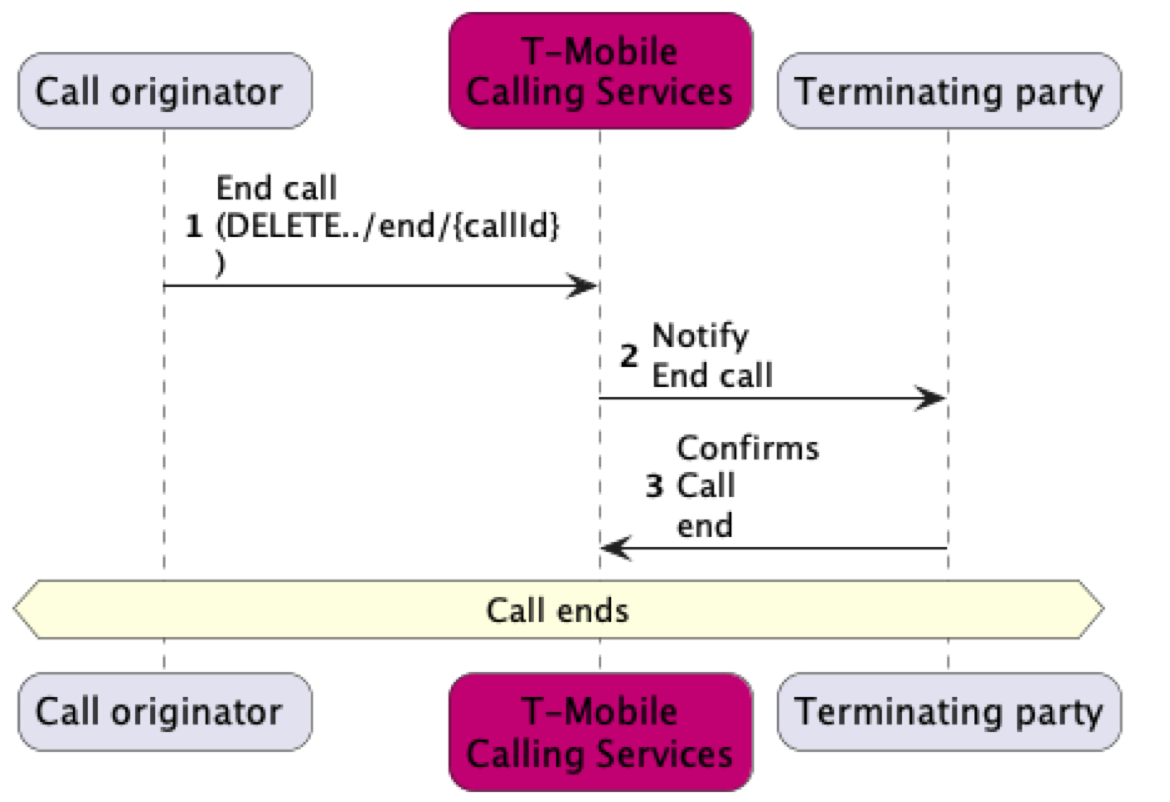 Call originator
T-Mobile
Calling Services
Terminating party
End call
1 (DELETE../end/{callId}
)
2 Notify
End call
Confirms
3 Call
end
Call ends
Call originator
T-Mobile
Calling Services
Terminating party